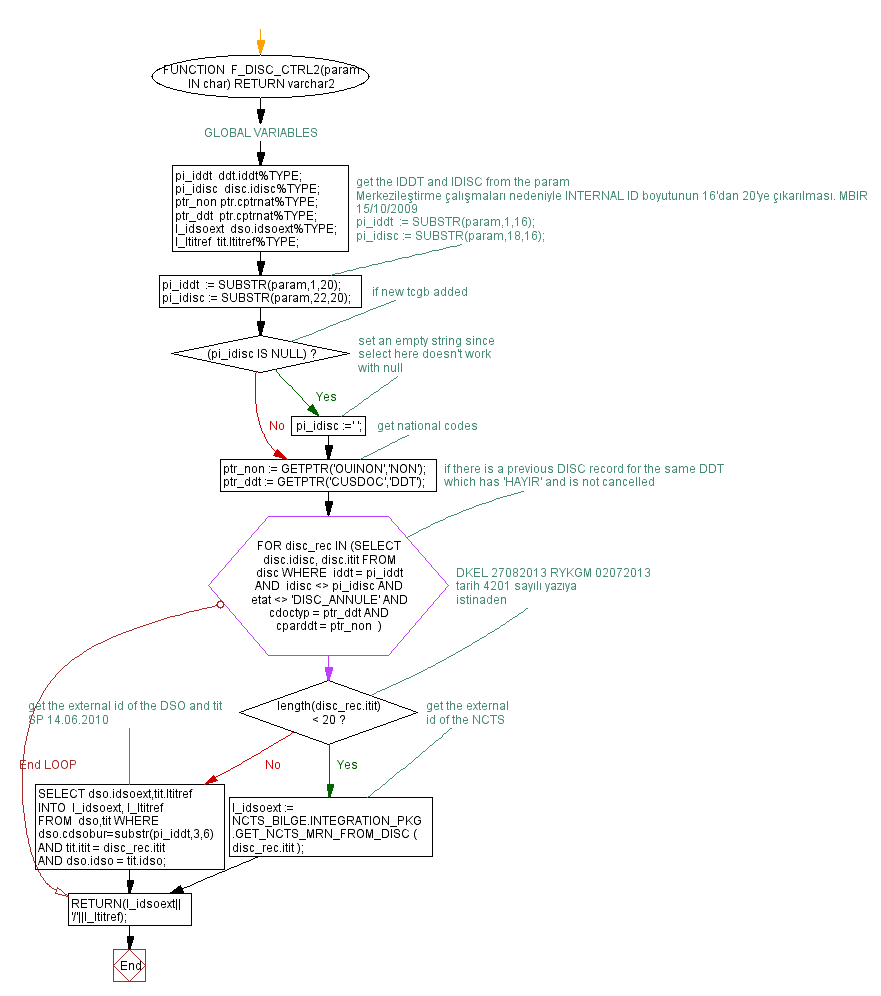 FUNCTION F_DISC_CTRL2(param
IN char) RETURN varchar2
GLOBAL VARIABLES
pi_iddt ddt.iddt%TYPE;
pi_idisc disc.idisc%TYPE;
ptr_non ptr.cptrnat%TYPE;
ptr_ddt ptr.cptrnat%TYPE;
l_idsoext dso.idsoext%TYPE;
l_ltitref tit.ltitref%TYPE;
get the IDDT and IDISC from the param
Merkezileştirme çalışmaları nedeniyle INTERNAL ID boyutunun 16'dan 20'ye çıkarılması. MBIR
15/10/2009
pi_iddt := SUBSTR(param,1,16);
pi_idisc := SUBSTR(param,18,16);
pi_iddt := SUBSTR(param,1,20);
pi_idisc := SUBSTR(param,22,20);
if new tcgb added
(pi_idisc IS NULL) ?
set an empty string since
select here doesn't work
with null
Yes
No
pi_idisc :=' ';
get national codes
ptr_non := GETPTR('OUINON','NON');
ptr_ddt := GETPTR('CUSDOC','DDT');
if there is a previous DISC record for the same DDT
which has 'HAYIR' and is not cancelled
FOR disc_rec IN (SELECT
disc.idisc, disc.itit FROM
disc WHERE iddt = pi_iddt
AND idisc <> pi_idisc AND
etat <> 'DISC_ANNULE' AND
cdoctyp = ptr_ddt AND
cparddt = ptr_non )
DKEL 27082013 RYKGM 02072013
tarih 4201 sayılı yazıya
istinaden
get the external id of the DSO and tit
SP 14.06.2010
length(disc_rec.itit)
< 20 ?
get the external
id of the NCTS
End LOOP
No
Yes
SELECT dso.idsoext,tit.ltitref
INTO l_idsoext, l_ltitref
FROM dso,tit WHERE
dso.cdsobur=substr(pi_iddt,3,6)
AND tit.itit = disc_rec.itit
AND dso.idso = tit.idso;
l_idsoext :=
NCTS_BILGE.INTEGRATION_PKG
.GET_NCTS_MRN_FROM_DISC (
disc_rec.itit );
RETURN(l_idsoext||
'/'||l_ltitref);
End